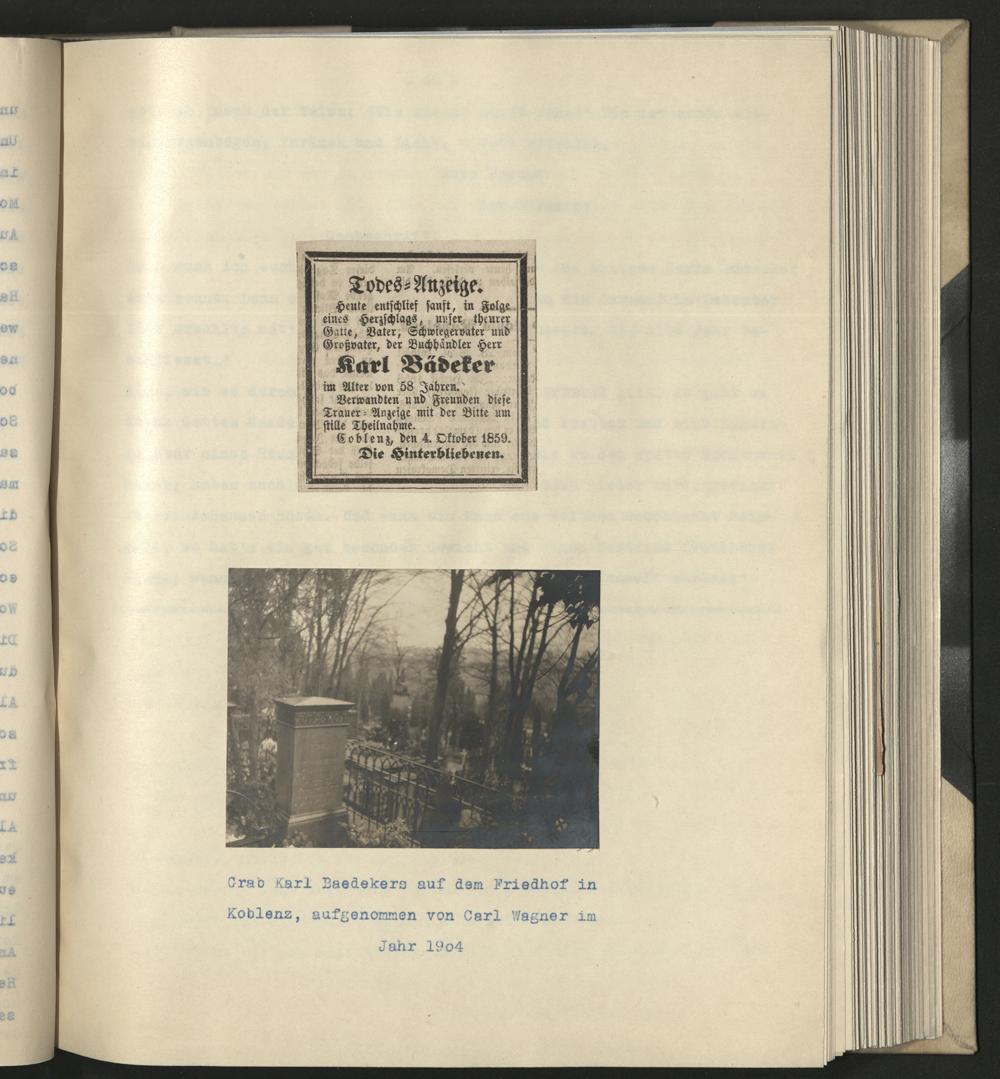 Todes-Anzeige.
Heute entschlief sanft, in Folge
eines Herzschlags, unser theurer
Gatte, Vater, Schwiegervater und
Großvater, der Buchhändler Herr
Karl Bädeker
im Alter von 58 Jahren.
Verwandten und Freunden diese
Trauer-Anzeige mit der Bitte um
stille Theilnahme.
Coblenz, den 4. Oktober 1859.
Die Hinterbliebenen.
Grab Karl Baedekers auf dem Friedhof in
Koblenz, aufgenommen von Carl Wagner im
Jahr 19o4